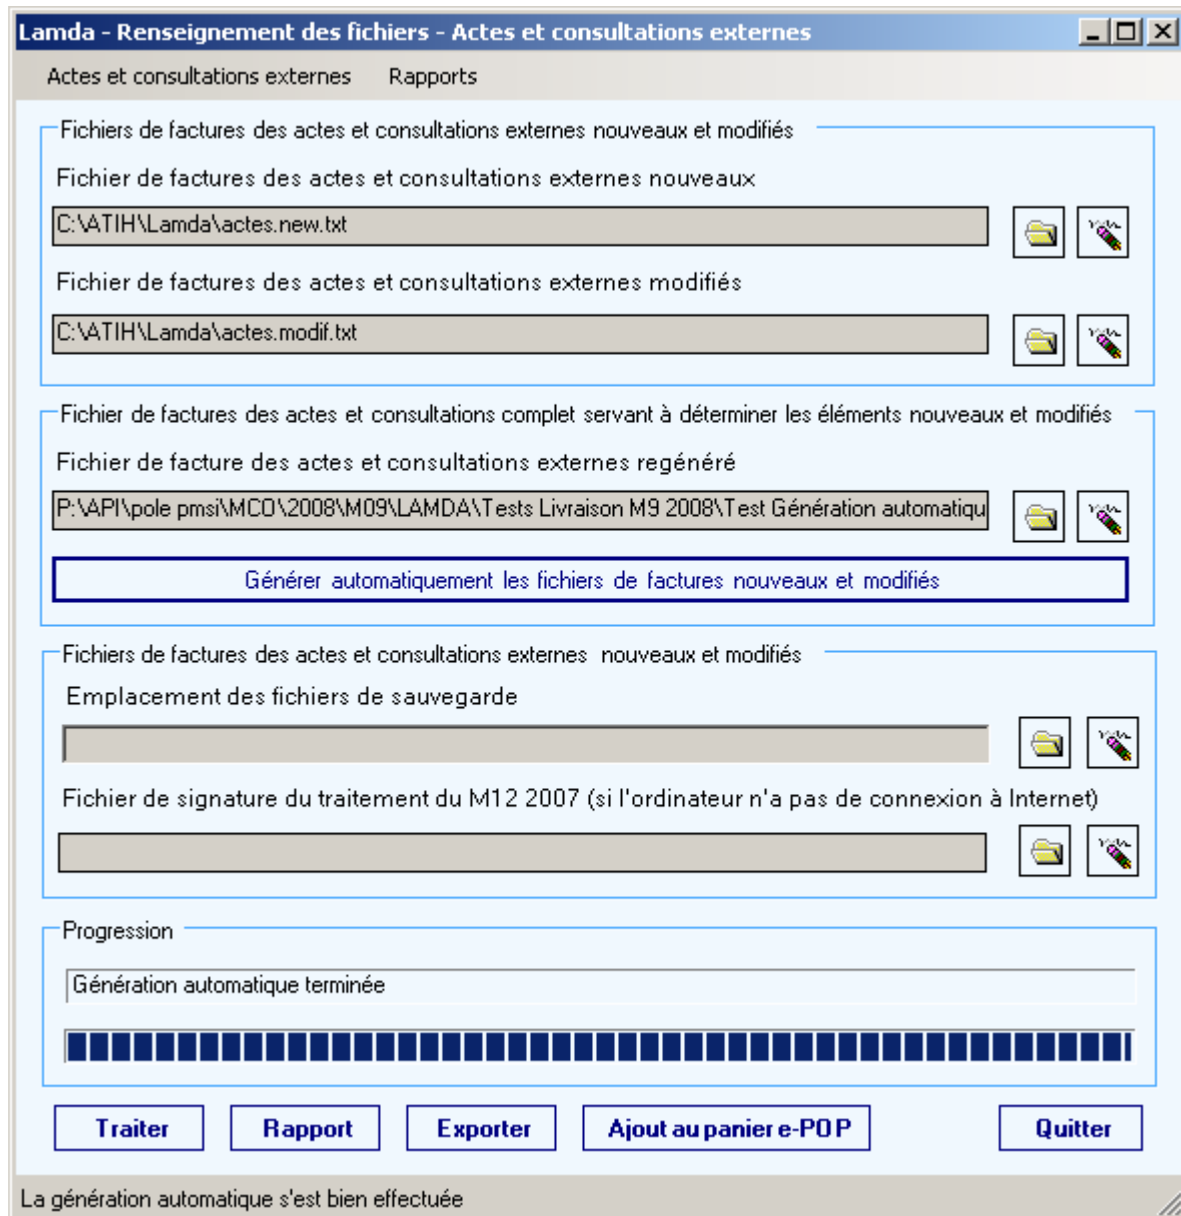 Lamda - Renseignement des fichiers - Actes et consultations externes
Actes et consultations externes Rapports
Fichiers de factures des actes et consultations externes nouveaux et modifiés
Fichier de factures des actes et consultations externes nouveaux
C:\ATIH\Lamda\actes.new.txt
Fichier de factures des actes et consultations externes modifiés
C:\ATIH\Lamda\actes.modif.txt
Fichier de factures des actes et consultations complet servant à déterminer les éléments nouveaux et modifiés
Fichier de facture des actes et consultations externes regénéré
P:\API\pole pmsi\MCO\2008\M09\LAMDA\Tests Livraison M9 2008\Test Génération automatiqu
Générer automatiquement les fichiers de factures nouveaux et modifiés
Fichiers de factures des actes et consultations externes nouveaux et modifiés
Emplacement des fichiers de sauvegarde
Fichier de signature du traitement du M12 2007 (si l'ordinateur n'a pas de connexion à Internet)
Progression
Génération automatique terminée
Traiter Rapport Exporter Ajout au panier e-POP Quitter
La génération automatique s'est bien effectuée